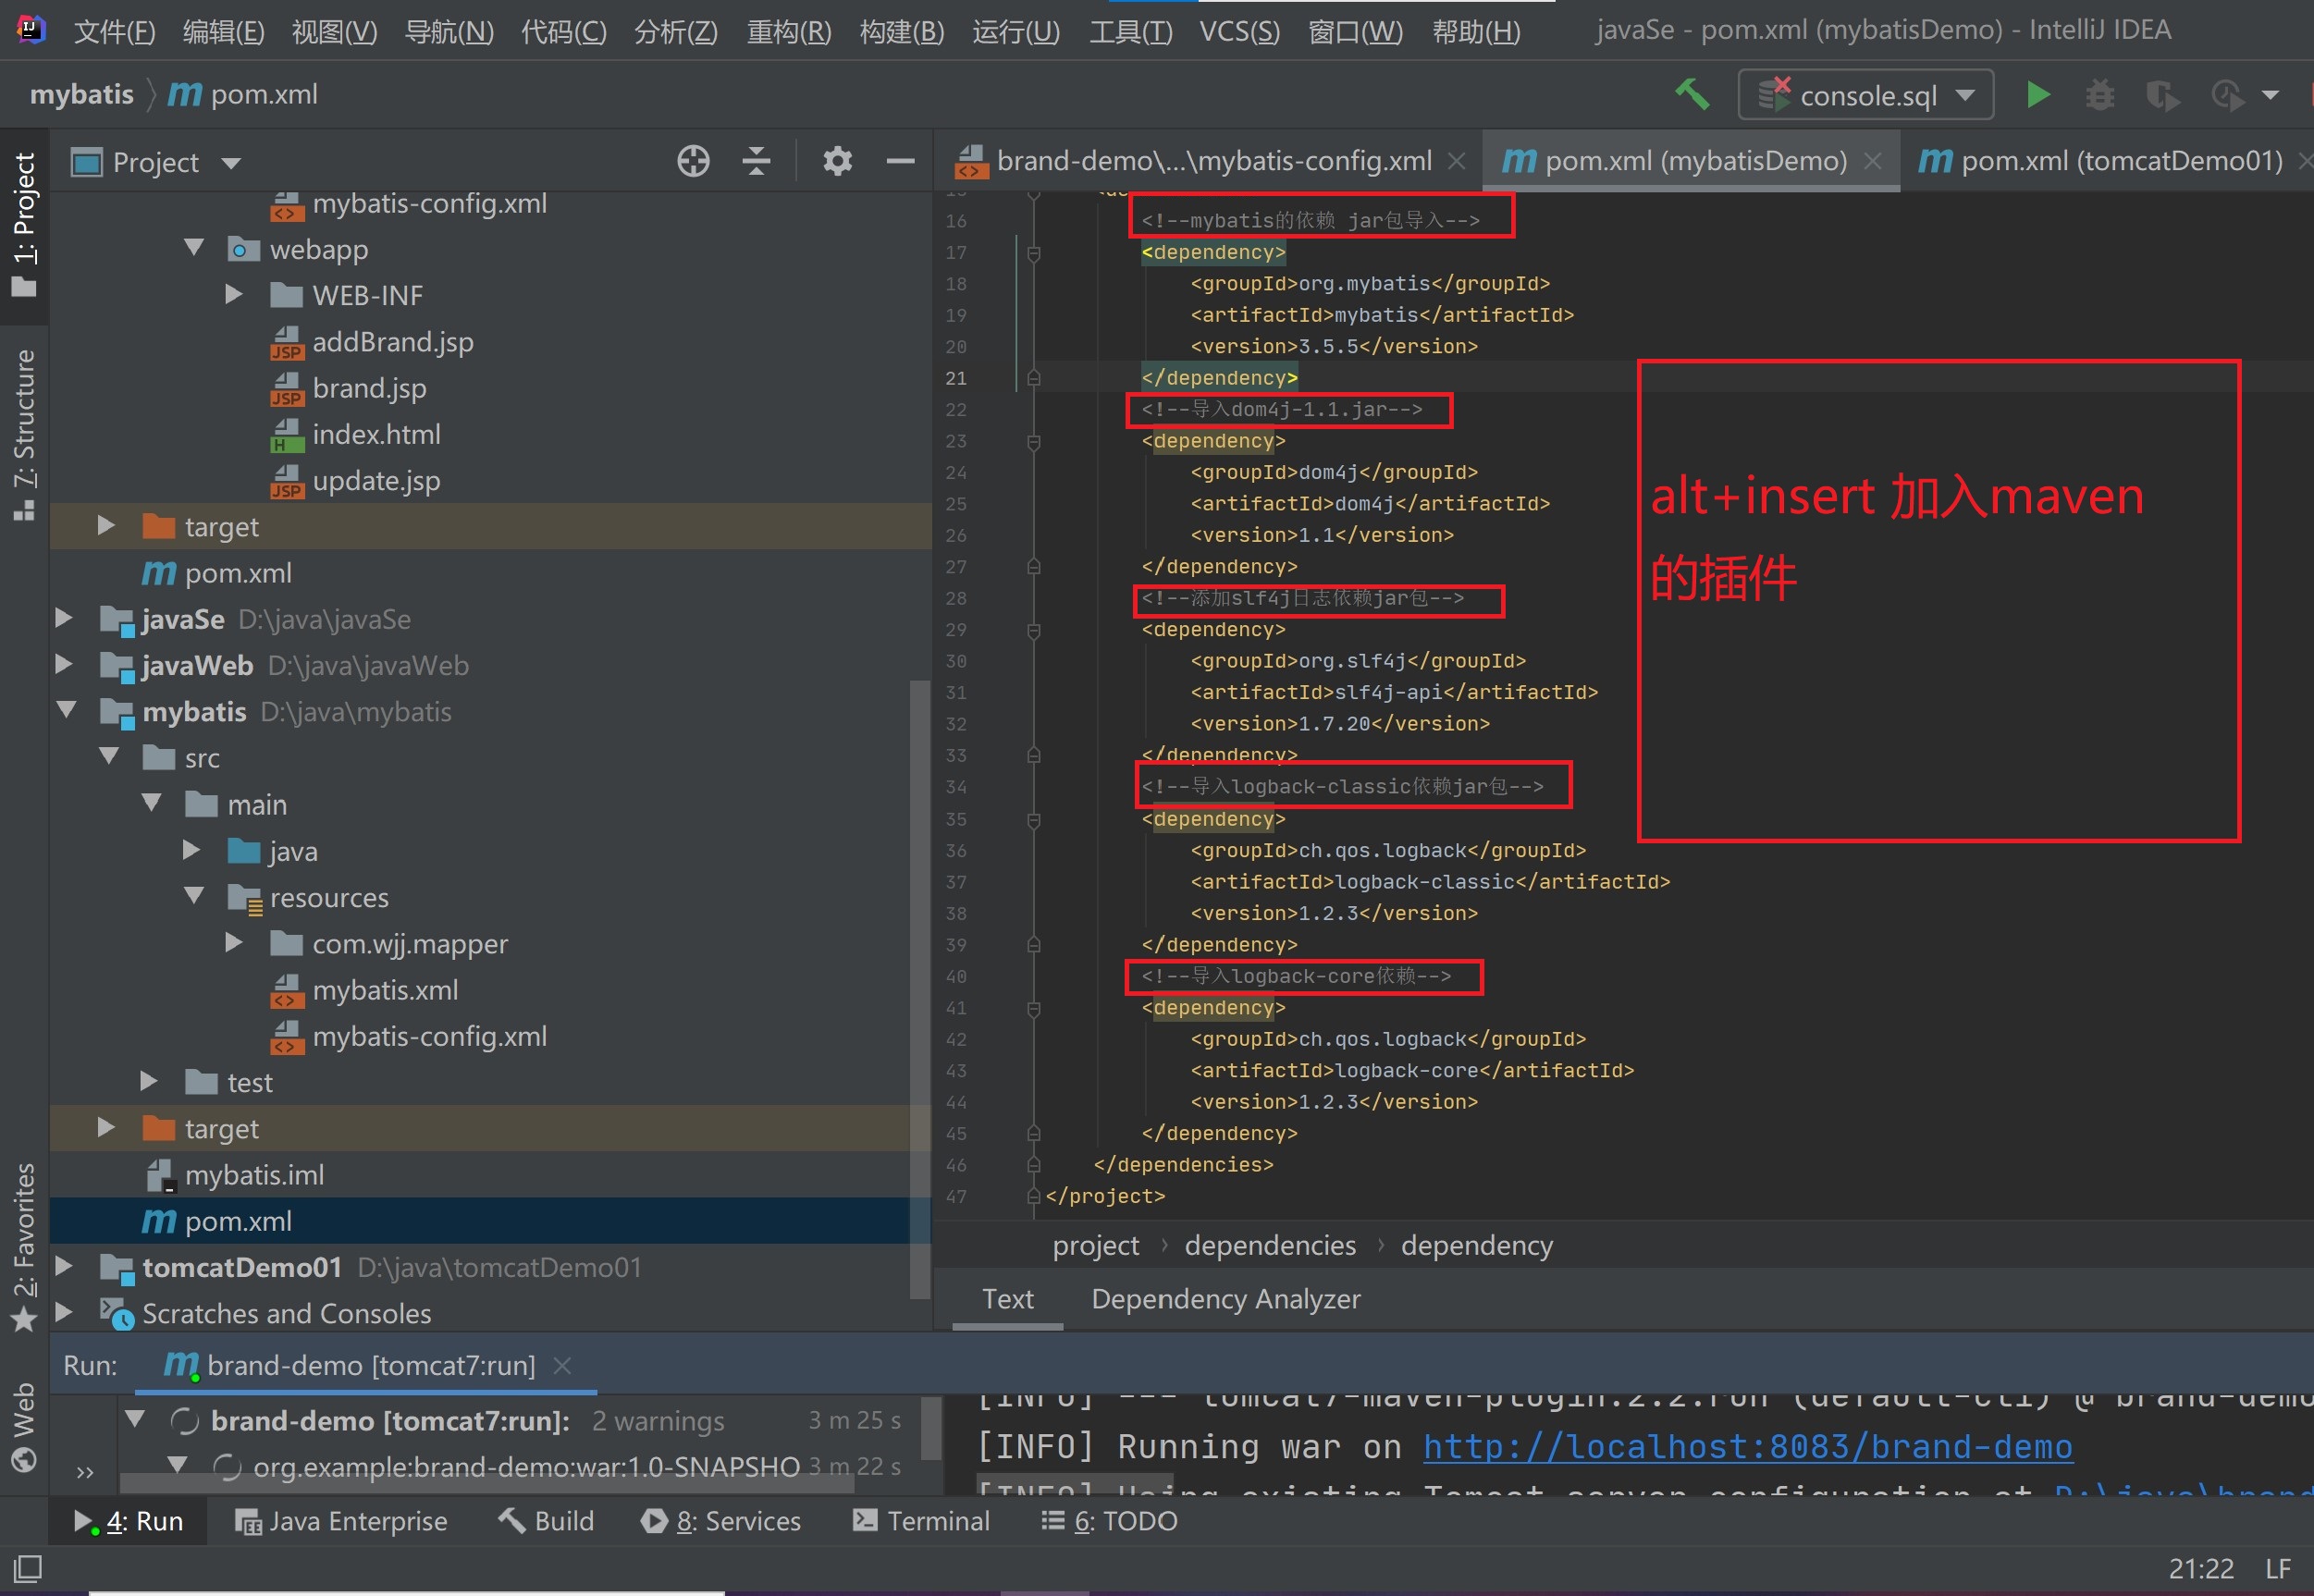 文件(F) 编辑(E) 视图(V) 导航(N) 代码(C) 分析(Z) 重构(R) 构建(B) 运行(U) 工具(T) VCS(S) 窗口(W) 帮助(H) javaSe - pom.xml (mybatisDemo) - IntelliJ IDEA
mybatis pom.xml console.sql
1: Project
7: Structure
2: Favorites
Web
Project
mybatis-config.xml
webapp
WEB-INF
addBrand.jsp
brand.jsp
index.html
update.jsp
target
pom.xml
javaSe D:\java\javaSe
javaWeb D:\java\javaWeb
mybatis D:\java\mybatis
src
main
java
resources
com.wjj.mapper
mybatis.xml
mybatis-config.xml
test
target
mybatis.iml
pom.xml
tomcatDemo01 D:\java\tomcatDemo01
Scratches and Consoles
brand-demo\...\mybatis-config.xml pom.xml (mybatisDemo) pom.xml (tomcatDemo01)
16 <!--mybatis的依赖 jar包导入-->
17 <dependency>
18 <groupId>org.mybatis</groupId>
19 <artifactId>mybatis</artifactId>
20 <version>3.5.5</version>
21 </dependency>
22 <!--导入dom4j-1.1.jar-->
23 <dependency>
24 <groupId>dom4j</groupId>
25 <artifactId>dom4j</artifactId>
26 <version>1.1</version>
27 </dependency>
28 <!--添加slf4j日志依赖jar包-->
29 <dependency>
30 <groupId>org.slf4j</groupId>
31 <artifactId>slf4j-api</artifactId>
32 <version>1.7.20</version>
33 </dependency>
34 <!--导入logback-classic依赖jar包-->
35 <dependency>
36 <groupId>ch.qos.logback</groupId>
37 <artifactId>logback-classic</artifactId>
38 <version>1.2.3</version>
39 </dependency>
40 <!--导入logback-core依赖-->
41 <dependency>
42 <groupId>ch.qos.logback</groupId>
43 <artifactId>logback-core</artifactId>
44 <version>1.2.3</version>
45 </dependency>
46 </dependencies>
47 </project>
alt+insert 加入maven
的插件
project › dependencies › dependency
Text Dependency Analyzer
Run: brand-demo [tomcat7:run]
brand-demo [tomcat7:run]: 2 warnings 3 m 25 s
org.example:brand-demo:war:1.0-SNAPSHO 3 m 22 s
[INFO] --- tomcat7-maven-plugin:2.2:run (default-cli) @ brand-demo
[INFO] Running war on http://localhost:8083/brand-demo
[INFO] Using existing Tomcat server configuration at D:\java\brand
4: Run Java Enterprise Build 8: Services Terminal 6: TODO
21:22 LF